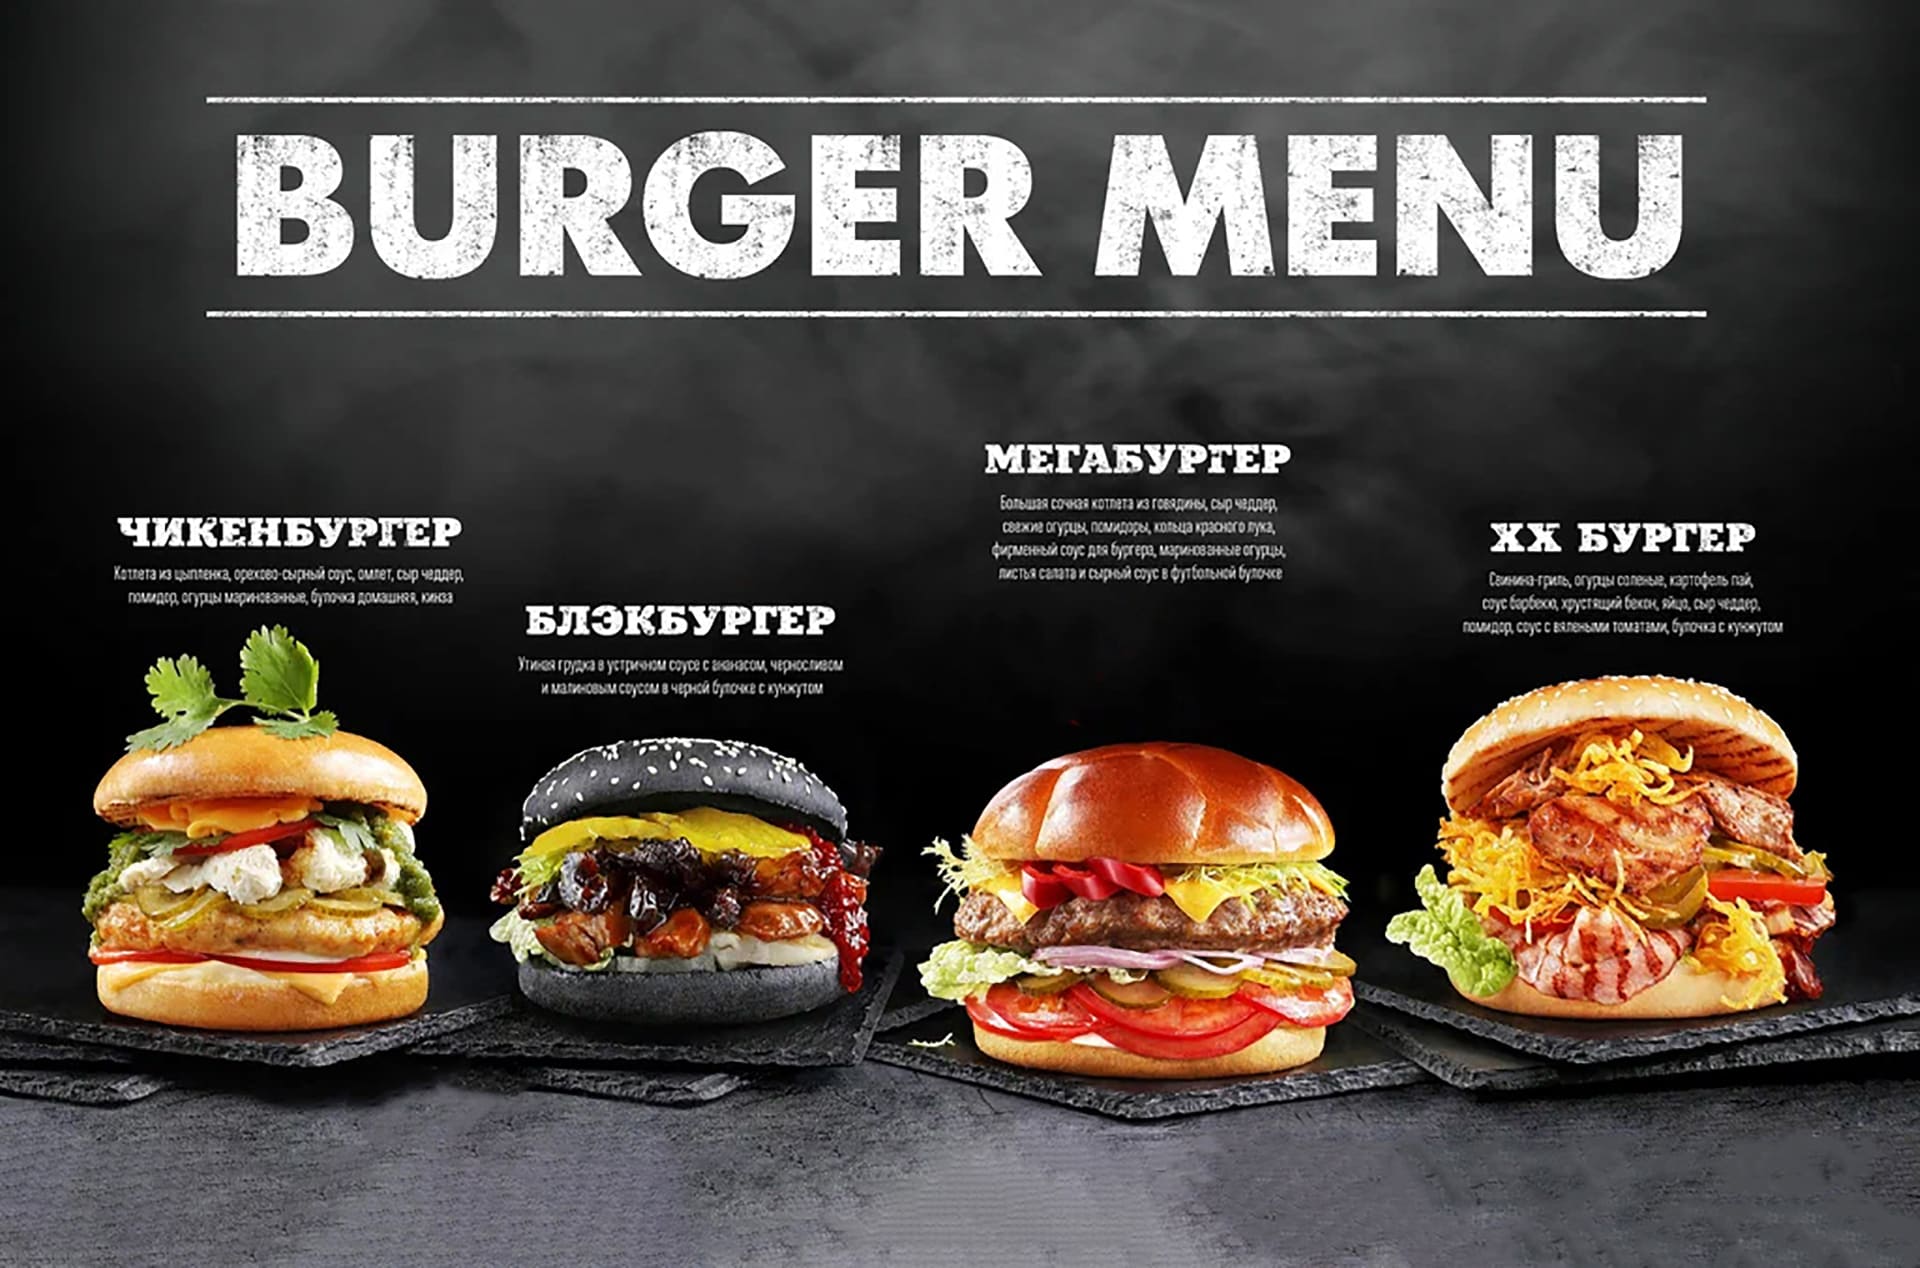 BURGER MENU
ЧИКЕНБУРГЕР
Котлета из цыпленка, орехово-сырный соус, омлет, сыр чеддер,
помидор, огурцы маринованные, булочка домашняя, кинза
БЛЭКБУРГЕР
Утиная грудка в устричном соусе с ананасом, черносливом
и малиновым соусом в черной булочке с кунжутом
МЕГАБУРГЕР
Большая сочная котлета из говядины, сыр чеддер,
свежие огурцы, помидоры, кольца красного лука,
фирменный соус для бургера, маринованные огурцы,
листья салата и сырный соус в футбольной булочке
XX БУРГЕР
Свинина-гриль, огурцы соленые, картофель пай,
соус барбекю, хрустящий бекон, яйцо, сыр чеддер,
помидор, соус с вялеными томатами, булочка с кунжутом